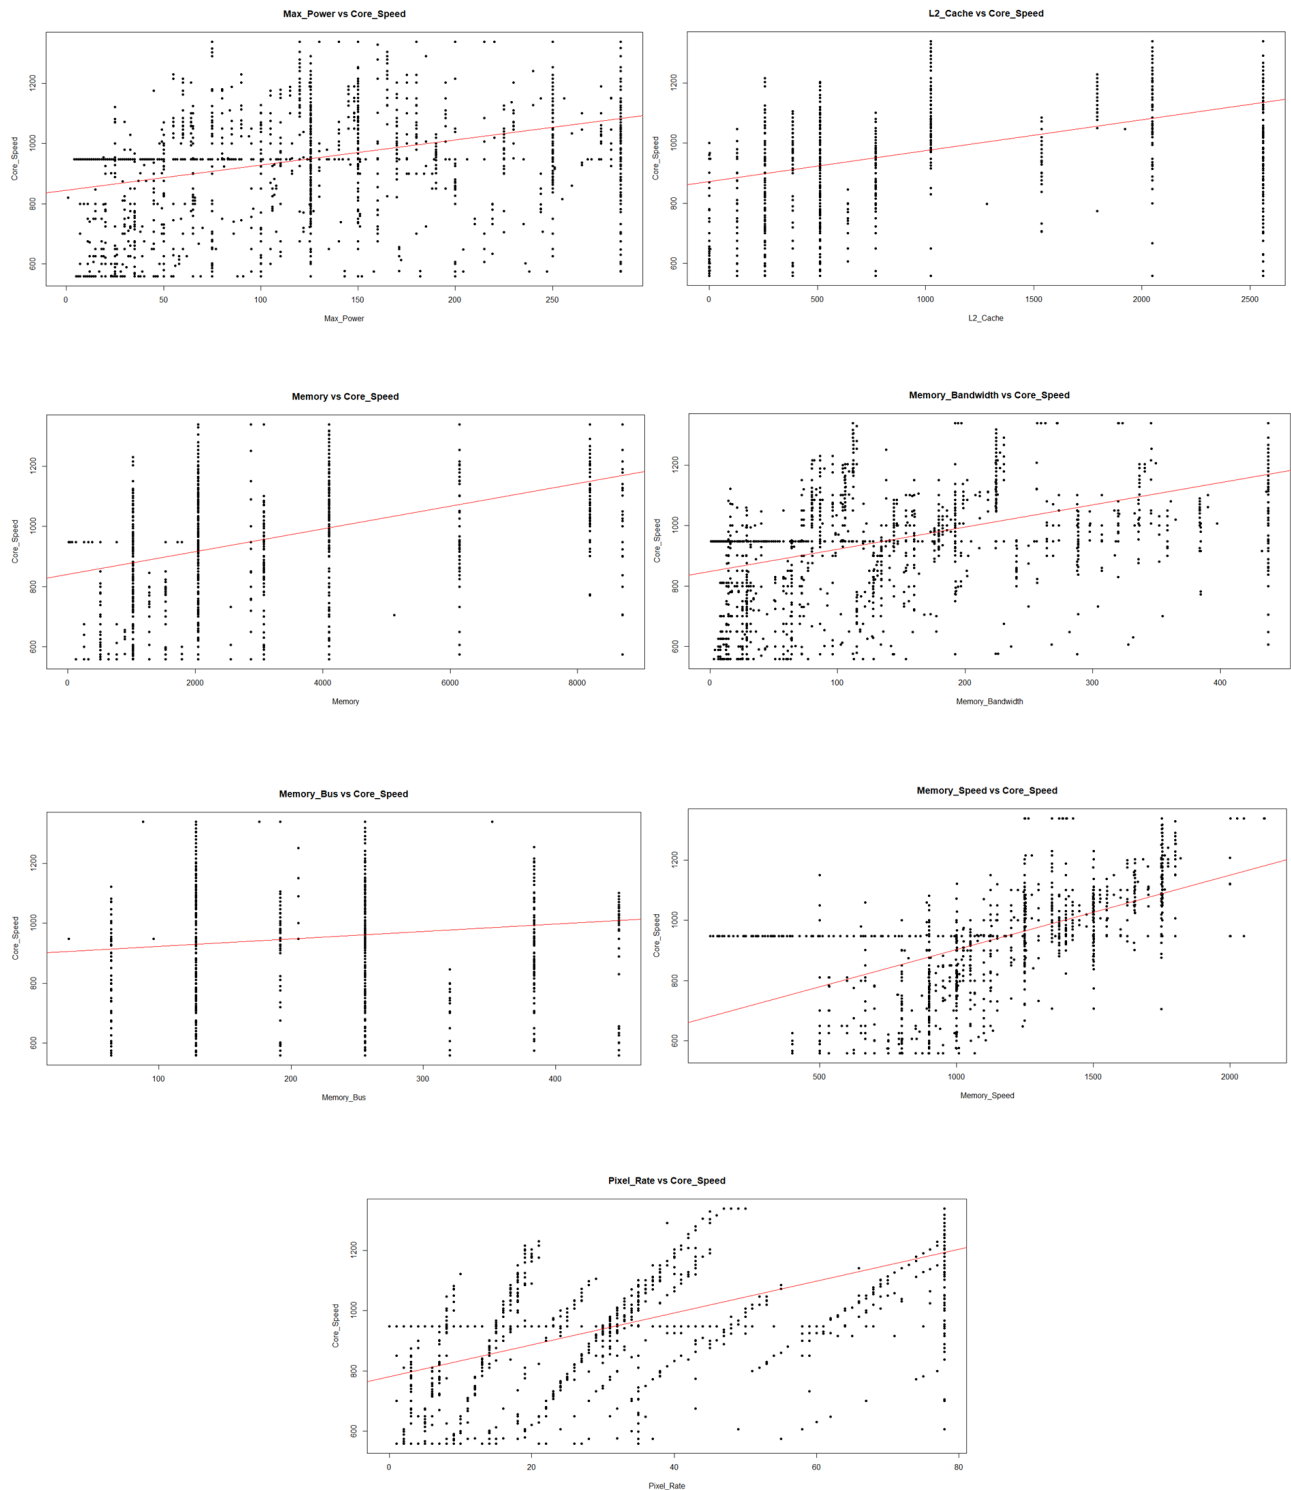 Max_Power vs Core_Speed
Core_Speed
600 800 1000 1200
0 50 100 150 200 250
Max_Power
L2_Cache vs Core_Speed
Core_Speed
600 800 1000 1200
0 500 1000 1500 2000 2500
L2_Cache
Memory vs Core_Speed
Core_Speed
600 800 1000 1200
0 2000 4000 6000 8000
Memory
Memory_Bandwidth vs Core_Speed
Core_Speed
600 800 1000 1200
0 100 200 300 400
Memory_Bandwidth
Memory_Bus vs Core_Speed
Core_Speed
600 800 1000 1200
100 200 300 400
Memory_Bus
Memory_Speed vs Core_Speed
Core_Speed
600 800 1000 1200
500 1000 1500 2000
Memory_Speed
Pixel_Rate vs Core_Speed
Core_Speed
600 800 1000 1200
0 20 40 60 80
Pixel_Rate